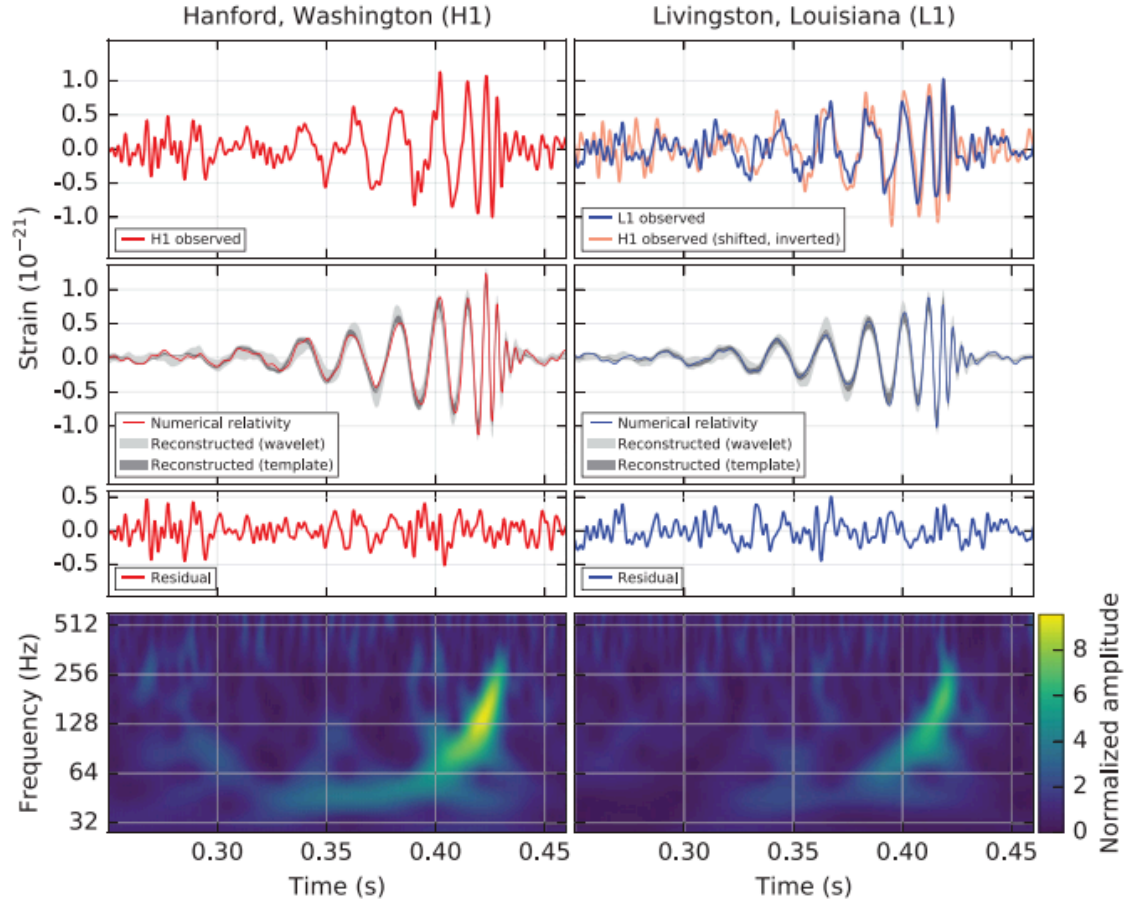 Hanford, Washington (H1)
Livingston, Louisiana (L1)
Strain (10⁻²¹)
1.0
0.5
0.0
-0.5
-1.0
H1 observed
L1 observed
H1 observed (shifted, inverted)
1.0
0.5
0.0
-0.5
-1.0
Numerical relativity
Reconstructed (wavelet)
Reconstructed (template)
Numerical relativity
Reconstructed (wavelet)
Reconstructed (template)
0.5
0.0
-0.5
Residual
Residual
Frequency (Hz)
512
256
128
64
32
Normalized amplitude
8
6
4
2
0
0.30
0.35
0.40
0.45
0.30
0.35
0.40
0.45
Time (s)
Time (s)